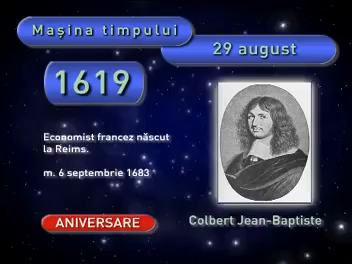 Mașina timpului
29 august
1619
Economist francez născut
la Reims.
m. 6 septembrie 1683
ANIVERSARE
Colbert Jean-Baptiste